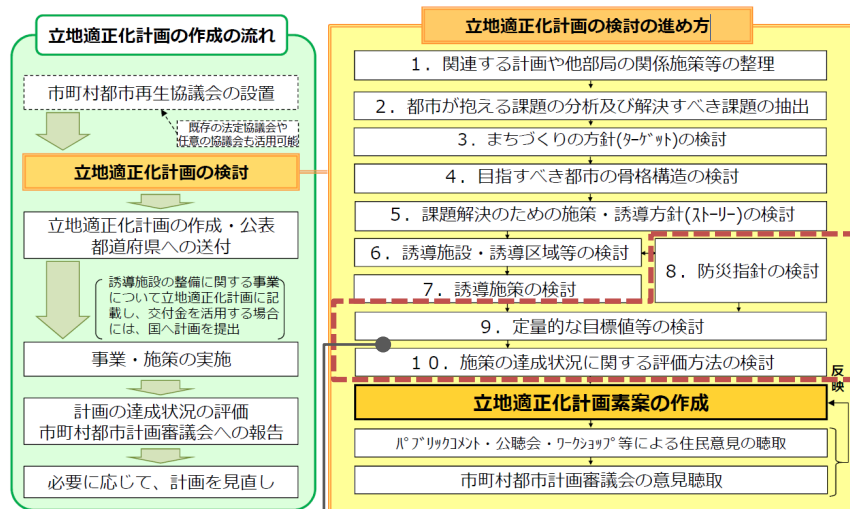 立地適正化計画の作成の流れ
市町村都市再生協議会の設置
既存の法定協議会や
任意の協議会も活用可能
立地適正化計画の検討
立地適正化計画の作成・公表
都道府県への送付
誘導施設の整備に関する事業
について立地適正化計画に記
載し、交付金を活用する場合
には、国へ計画を提出
事業・施策の実施
計画の達成状況の評価
市町村都市計画審議会への報告
必要に応じて、計画を見直し
立地適正化計画の検討の進め方
１．関連する計画や他部局の関係施策等の整理
２．都市が抱える課題の分析及び解決すべき課題の抽出
３．まちづくりの方針(ﾀｰｹﾞｯﾄ)の検討
４．目指すべき都市の骨格構造の検討
５．課題解決のための施策・誘導方針(ｽﾄｰﾘｰ)の検討
６．誘導施設・誘導区域等の検討
７．誘導施策の検討
８．防災指針の検討
９．定量的な目標値等の検討
１０．施策の達成状況に関する評価方法の検討
反映
立地適正化計画素案の作成
ﾊﾟﾌﾞﾘｯｸｺﾒﾝﾄ・公聴会・ﾜｰｸｼｮｯﾌﾟ等による住民意見の聴取
市町村都市計画審議会の意見聴取